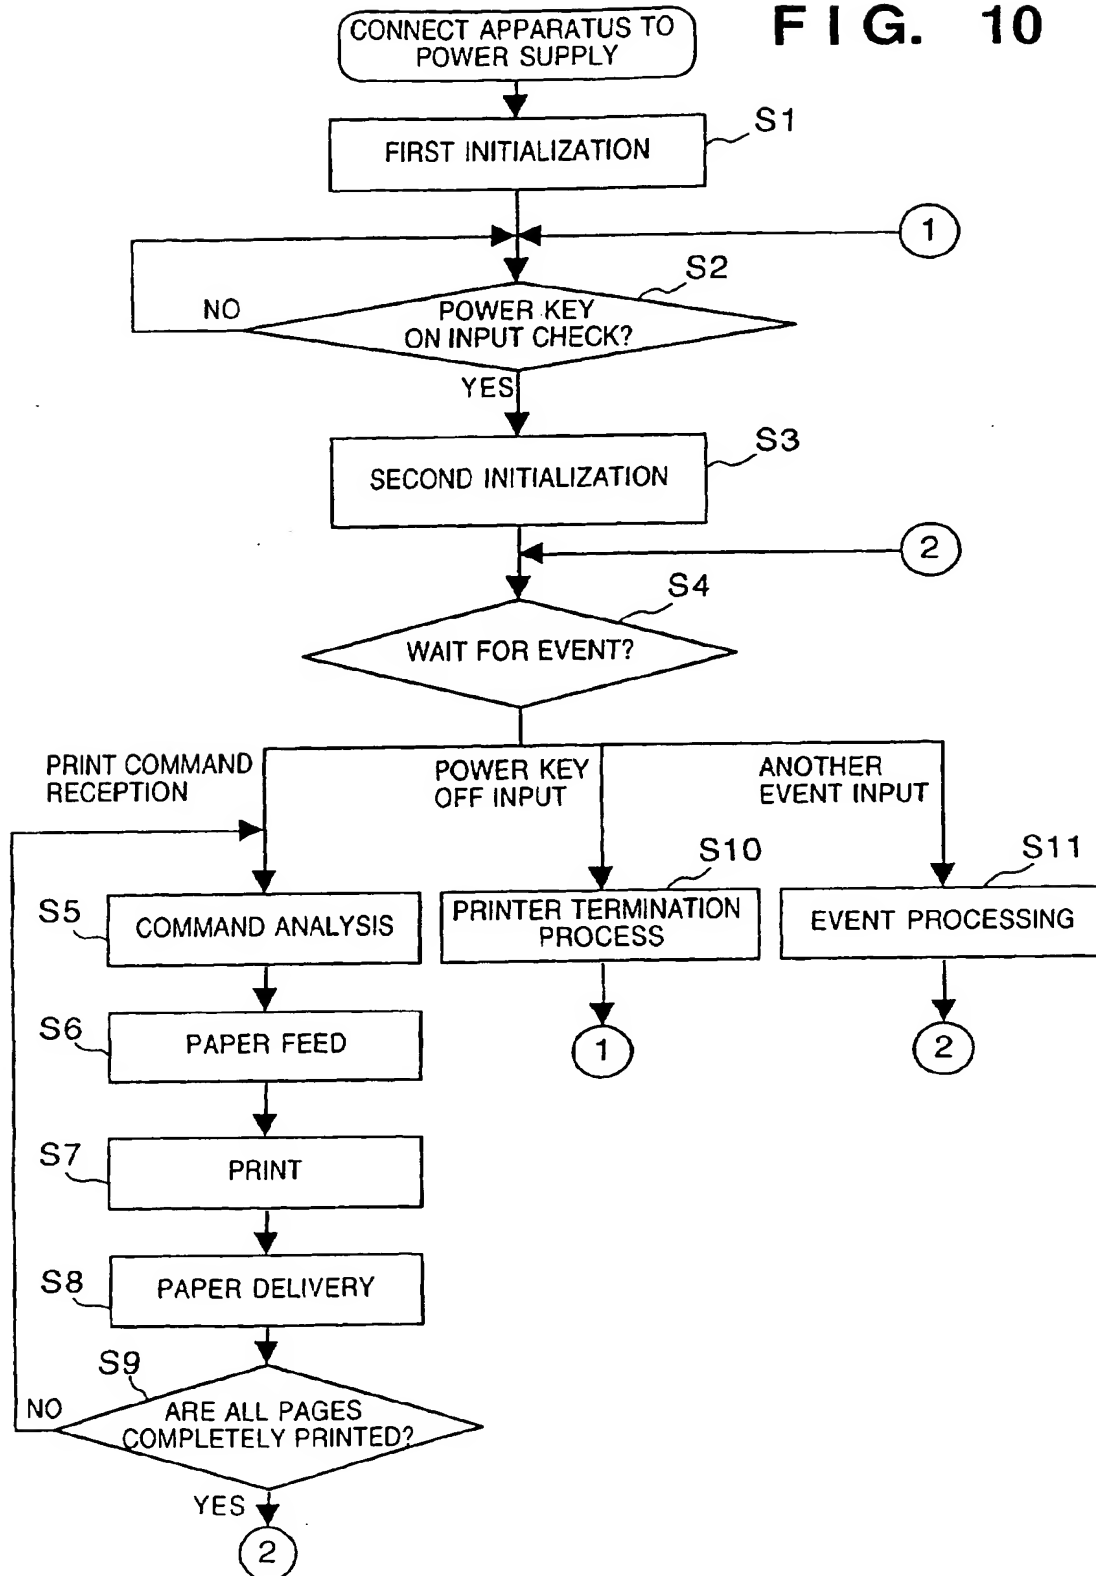 FIG. 10
CONNECT APPARATUS TO
POWER SUPPLY
S1
FIRST INITIALIZATION
1
S2
NO
POWER KEY
ON INPUT CHECK?
YES
S3
SECOND INITIALIZATION
2
S4
WAIT FOR EVENT?
PRINT COMMAND
RECEPTION
POWER KEY
OFF INPUT
ANOTHER
EVENT INPUT
S5
COMMAND ANALYSIS
S10
PRINTER TERMINATION
PROCESS
S11
EVENT PROCESSING
S6
PAPER FEED
1
2
S7
PRINT
S8
PAPER DELIVERY
S9
NO
ARE ALL PAGES
COMPLETELY PRINTED?
YES
2